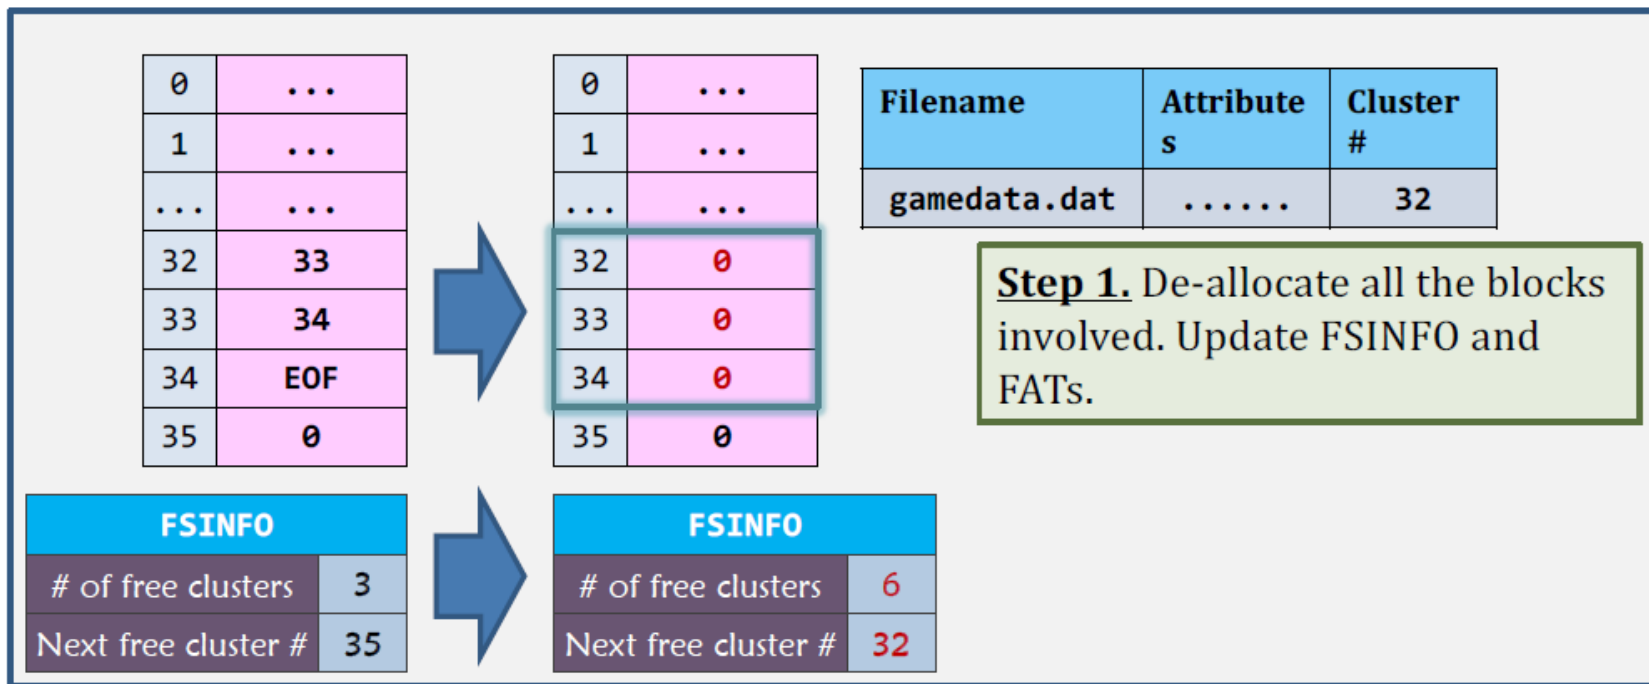 0 ...
1 ...
... ...
32 33
33 34
34 EOF
35 0
0 ...
1 ...
... ...
32 0
33 0
34 0
35 0
Filename Attribute Cluster
s #
gamedata.dat ...... 32
Step 1. De-allocate all the blocks
involved. Update FSINFO and
FATs.
FSINFO
# of free clusters 3
Next free cluster # 35
FSINFO
# of free clusters 6
Next free cluster # 32